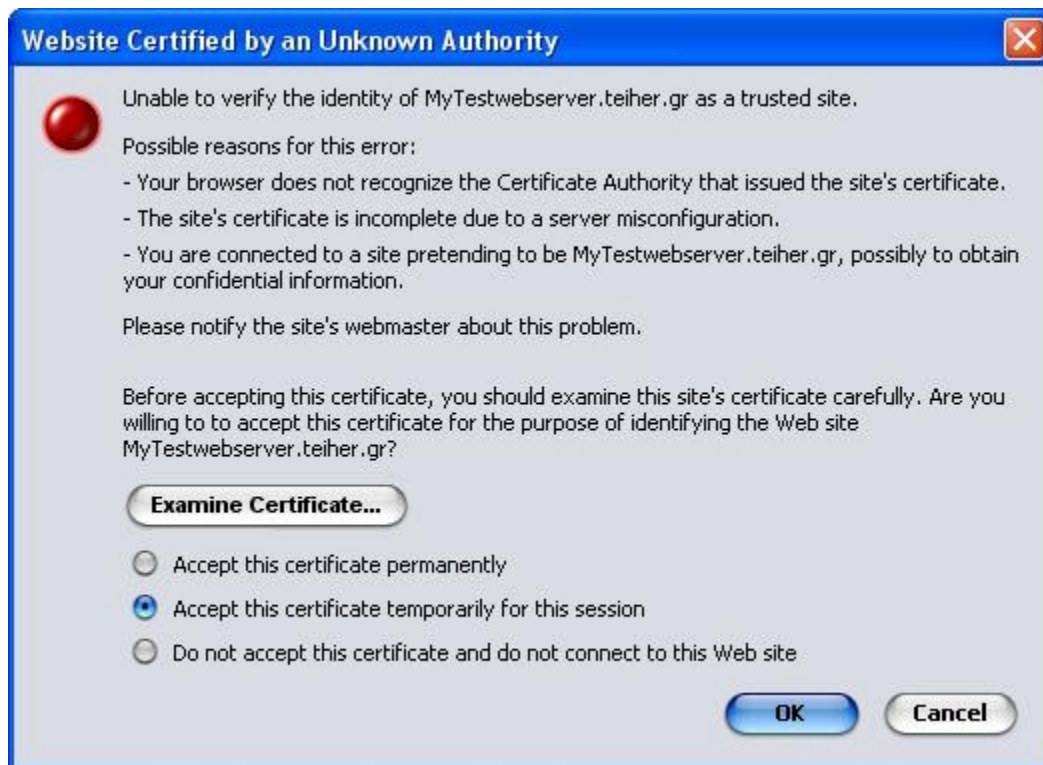 Website Certified by an Unknown Authority
Unable to verify the identity of MyTestwebserver.teiher.gr as a trusted site.
Possible reasons for this error:
- Your browser does not recognize the Certificate Authority that issued the site's certificate.
- The site's certificate is incomplete due to a server misconfiguration.
- You are connected to a site pretending to be MyTestwebserver.teiher.gr, possibly to obtain
your confidential information.
Please notify the site's webmaster about this problem.
Before accepting this certificate, you should examine this site's certificate carefully. Are you
willing to to accept this certificate for the purpose of identifying the Web site
MyTestwebserver.teiher.gr?
Examine Certificate...
Accept this certificate permanently
Accept this certificate temporarily for this session
Do not accept this certificate and do not connect to this Web site
OK Cancel